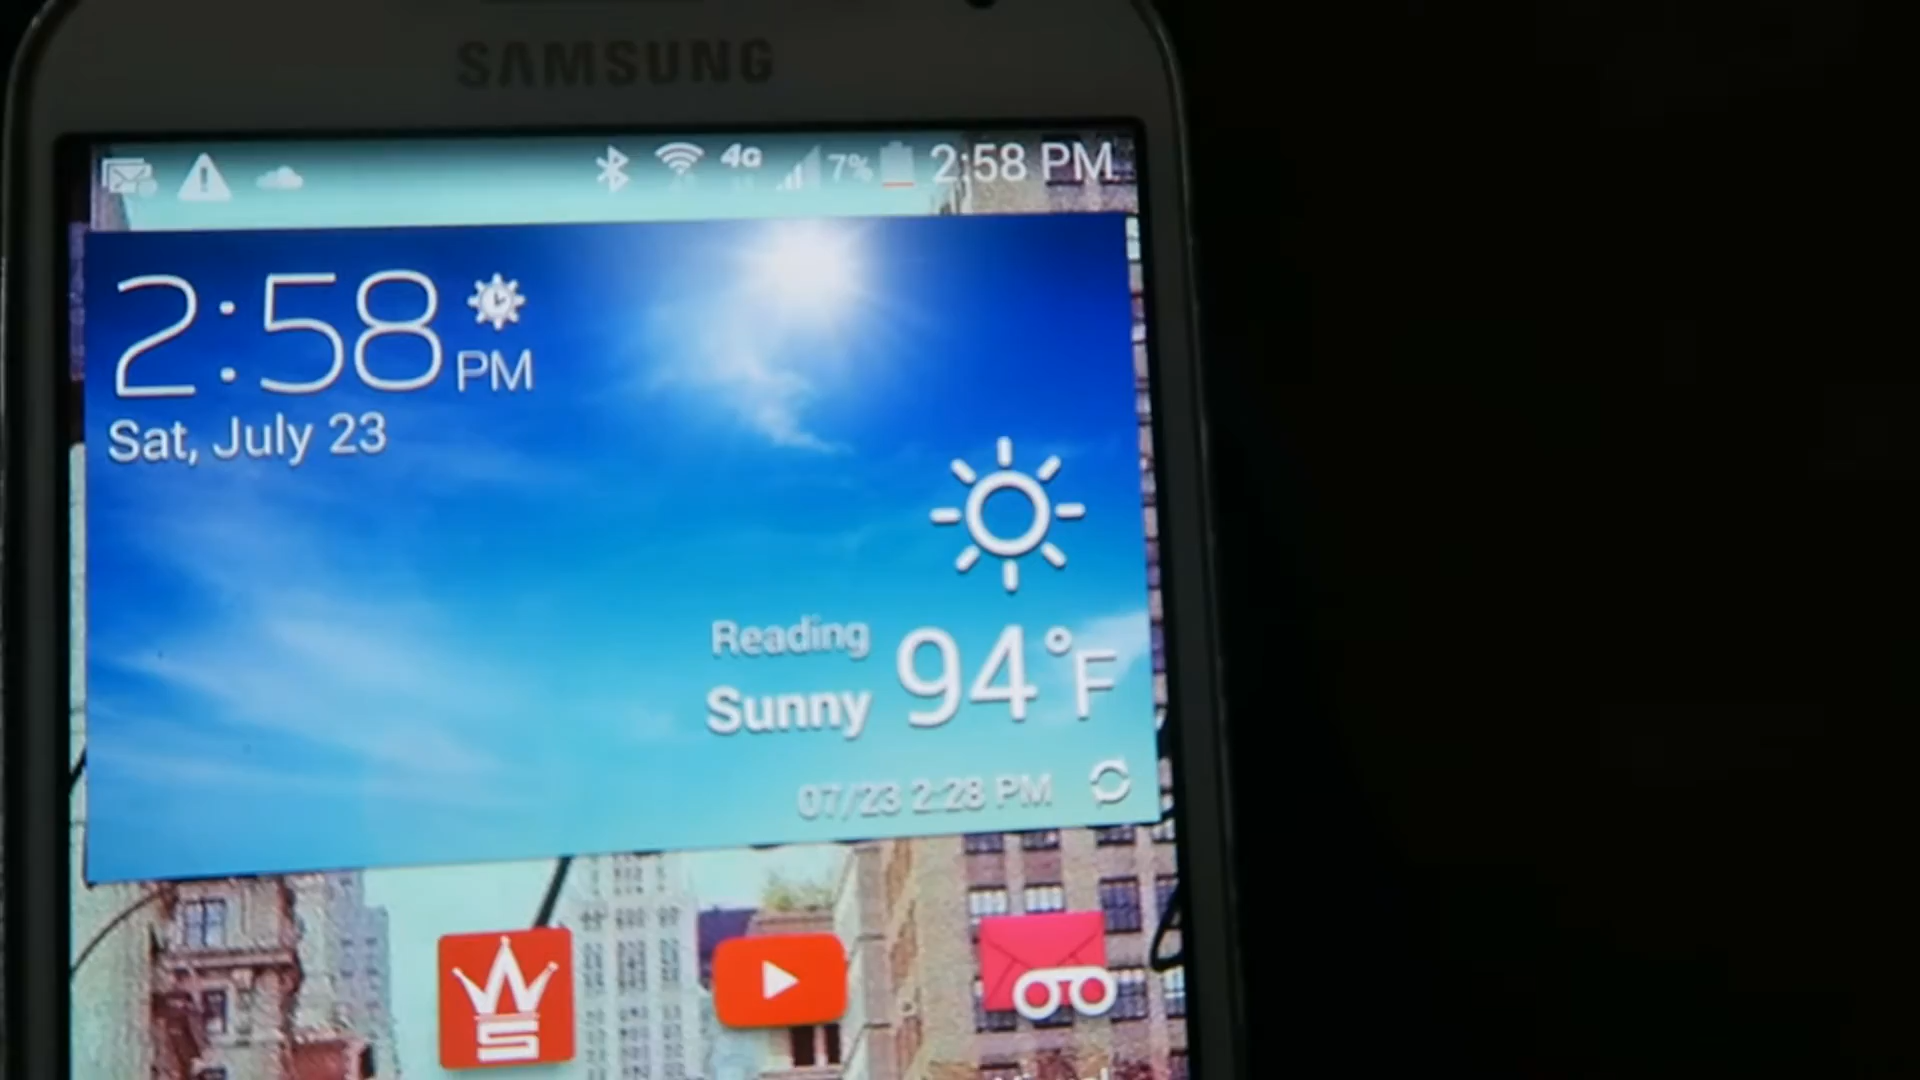 SAMSUNG
4G 7% 2:58 PM
2:58 PM
Sat, July 23
Reading
Sunny 94°F
07/23 2:28 PM
WS